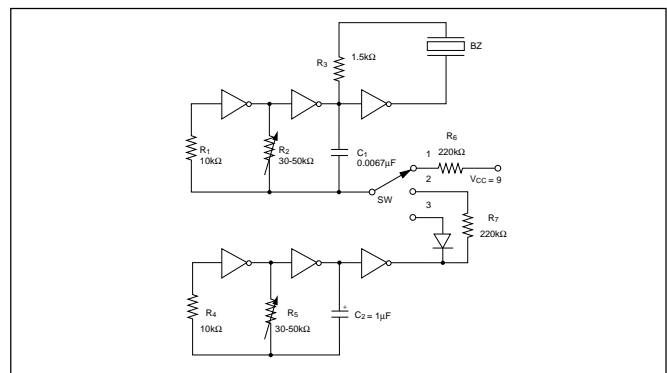 R3
1.5kΩ
BZ
R1
10kΩ
R2
30-50kΩ
C1
0.0067µF
R6
220kΩ
1
VCC = 9
2
SW
3
R7
220kΩ
R4
10kΩ
R5
30-50kΩ
+
C2 = 1µF